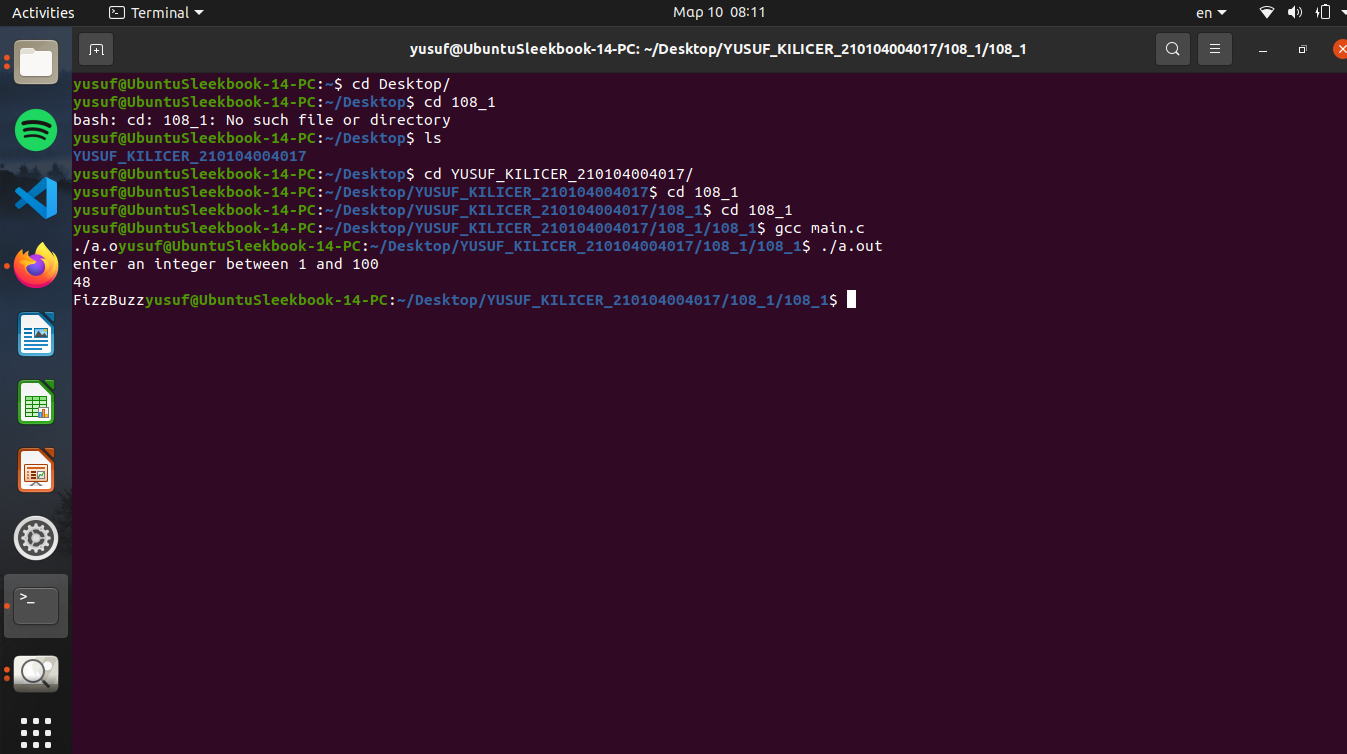 Activities
Terminal
Μαρ 10 08:11
en
yusuf@UbuntuSleekbook-14-PC: ~/Desktop/YUSUF_KILICER_210104004017/108_1/108_1
yusuf@UbuntuSleekbook-14-PC:~$ cd Desktop/
yusuf@UbuntuSleekbook-14-PC:~/Desktop$ cd 108_1
bash: cd: 108_1: No such file or directory
yusuf@UbuntuSleekbook-14-PC:~/Desktop$ ls
YUSUF_KILICER_210104004017
yusuf@UbuntuSleekbook-14-PC:~/Desktop$ cd YUSUF_KILICER_210104004017/
yusuf@UbuntuSleekbook-14-PC:~/Desktop/YUSUF_KILICER_210104004017$ cd 108_1
yusuf@UbuntuSleekbook-14-PC:~/Desktop/YUSUF_KILICER_210104004017/108_1$ cd 108_1
yusuf@UbuntuSleekbook-14-PC:~/Desktop/YUSUF_KILICER_210104004017/108_1/108_1$ gcc main.c
./a.oyusuf@UbuntuSleekbook-14-PC:~/Desktop/YUSUF_KILICER_210104004017/108_1/108_1$ ./a.out
enter an integer between 1 and 100
48
FizzBuzzyusuf@UbuntuSleekbook-14-PC:~/Desktop/YUSUF_KILICER_210104004017/108_1/108_1$